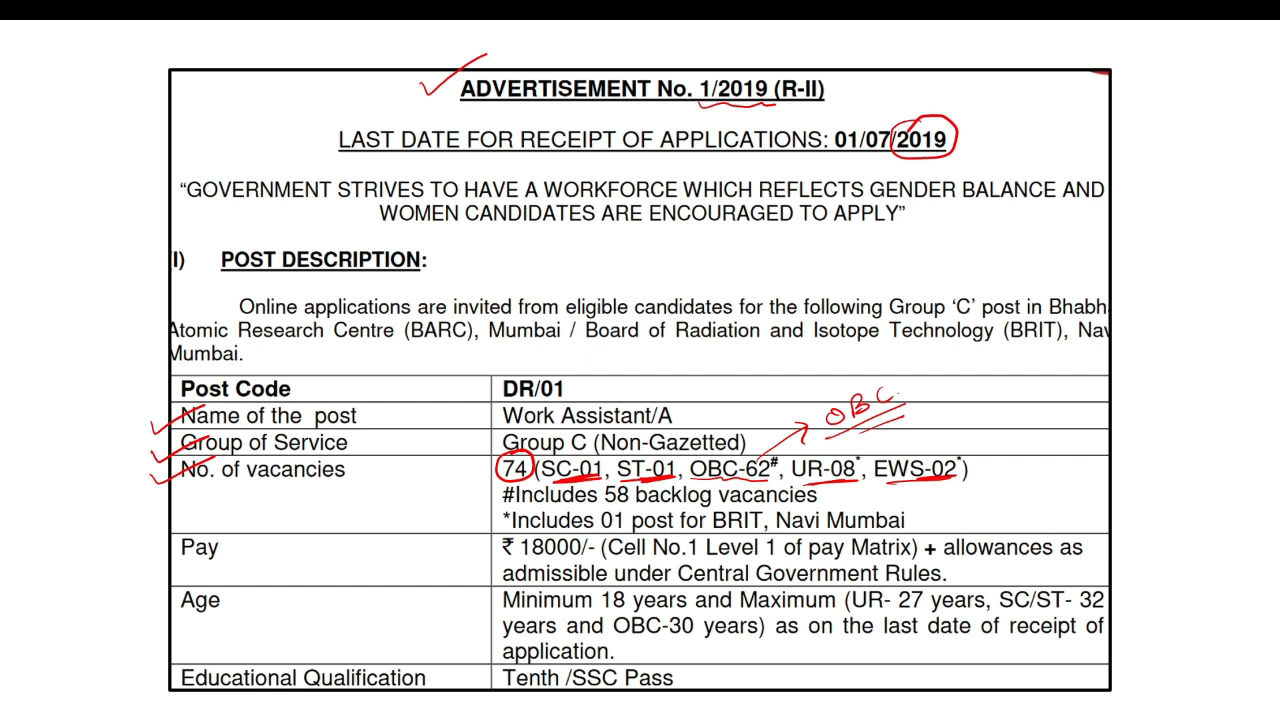 ADVERTISEMENT No. 1/2019 (R-II)
LAST DATE FOR RECEIPT OF APPLICATIONS: 01/07/2019
“GOVERNMENT STRIVES TO HAVE A WORKFORCE WHICH REFLECTS GENDER BALANCE AND
WOMEN CANDIDATES ARE ENCOURAGED TO APPLY”
I) POST DESCRIPTION:
Online applications are invited from eligible candidates for the following Group ‘C’ post in Bhabh
Atomic Research Centre (BARC), Mumbai / Board of Radiation and Isotope Technology (BRIT), Nav
Mumbai.
Post Code DR/01
OBC
Name of the post Work Assistant/A
Group of Service Group C (Non-Gazetted)
No. of vacancies 74 (SC-01, ST-01, OBC-62#, UR-08*, EWS-02*)
#Includes 58 backlog vacancies
*Includes 01 post for BRIT, Navi Mumbai
Pay ₹ 18000/- (Cell No.1 Level 1 of pay Matrix) + allowances as
admissible under Central Government Rules.
Age Minimum 18 years and Maximum (UR- 27 years, SC/ST- 32
years and OBC-30 years) as on the last date of receipt of
application.
Educational Qualification Tenth /SSC Pass